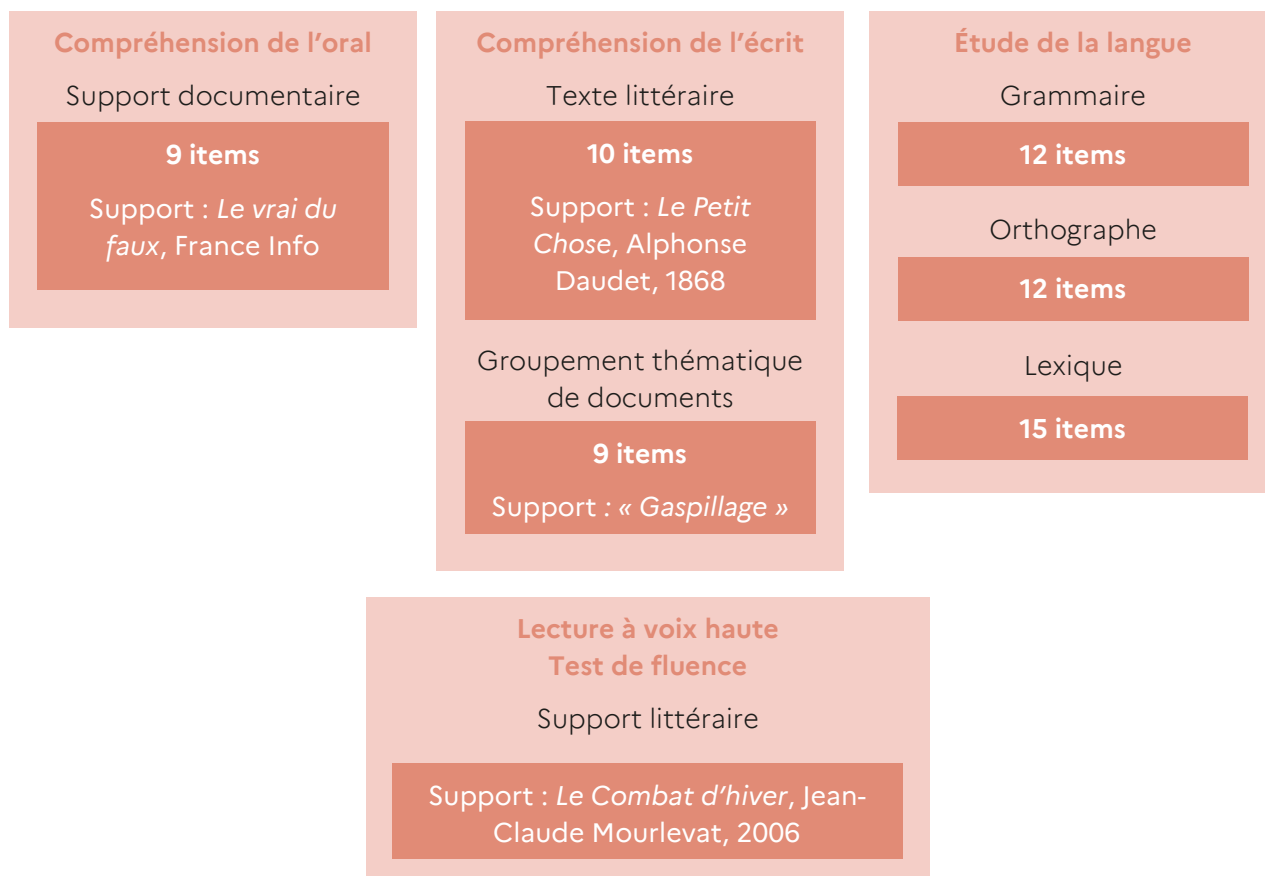 Compréhension de l'oral
Support documentaire
9 items
Support : Le vrai du
faux, France Info
Compréhension de l'écrit
Texte littéraire
10 items
Support : Le Petit
Chose, Alphonse
Daudet, 1868
Groupement thématique
de documents
9 items
Support : « Gaspillage »
Étude de la langue
Grammaire
12 items
Orthographe
12 items
Lexique
15 items
Lecture à voix haute
Test de fluence
Support littéraire
Support : Le Combat d'hiver, Jean-
Claude Mourlevat, 2006